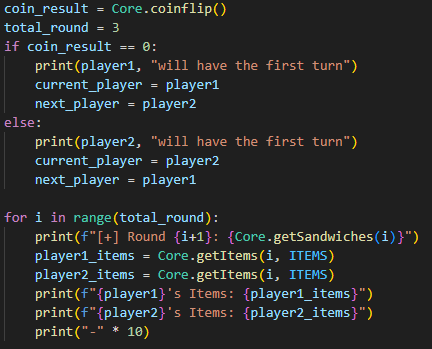 coin_result = Core.coinflip()
total_round = 3
if coin_result == 0:
    print(player1, "will have the first turn")
    current_player = player1
    next_player = player2
else:
    print(player2, "will have the first turn")
    current_player = player2
    next_player = player1

for i in range(total_round):
    print(f"[+] Round {i+1}: {Core.getSandwiches(i)}")
    player1_items = Core.getItems(i, ITEMS)
    player2_items = Core.getItems(i, ITEMS)
    print(f"{player1}'s Items: {player1_items}")
    print(f"{player2}'s Items: {player2_items}")
    print("-" * 10)